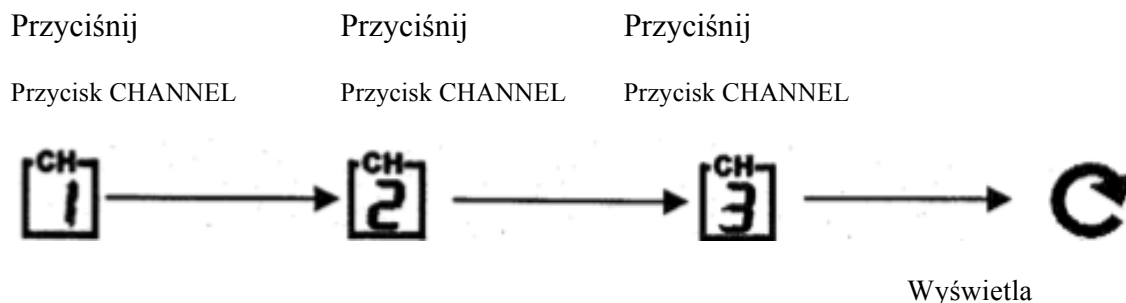 Przyciśnij Przyciśnij Przyciśnij
Przycisk CHANNEL Przycisk CHANNEL Przycisk CHANNEL
CH CH CH
1 2 3
Wyświetla